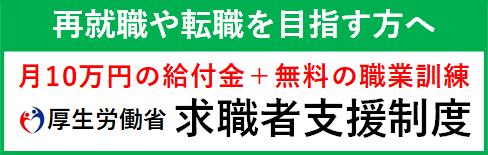 再就職や転職を目指す方へ
月10万円の給付金＋無料の職業訓練
厚生労働省 求職者支援制度